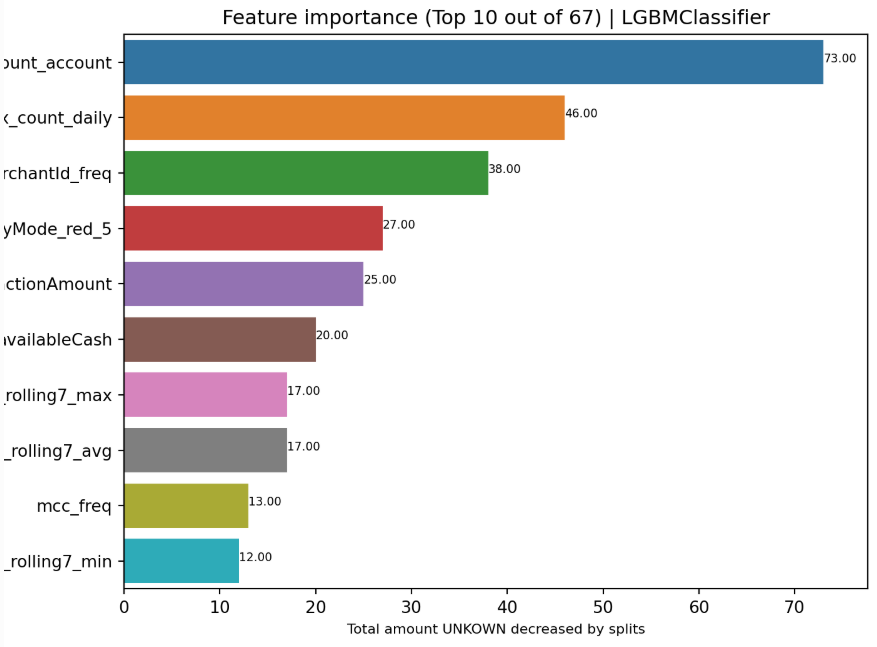 Feature importance (Top 10 out of 67) | LGBMClassifier
ount_account
73.00
x_count_daily
46.00
rchantId_freq
38.00
yMode_red_5
27.00
ctionAmount
25.00
availableCash
20.00
_rolling7_max
17.00
_rolling7_avg
17.00
mcc_freq
13.00
_rolling7_min
12.00
0 10 20 30 40 50 60 70
Total amount UNKOWN decreased by splits